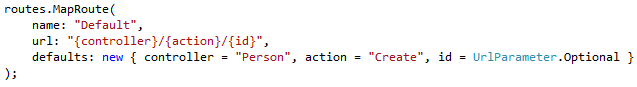 routes.MapRoute(
    name: "Default",
    url: "{controller}/{action}/{id}",
    defaults: new { controller = "Person", action = "Create", id = UrlParameter.Optional }
);